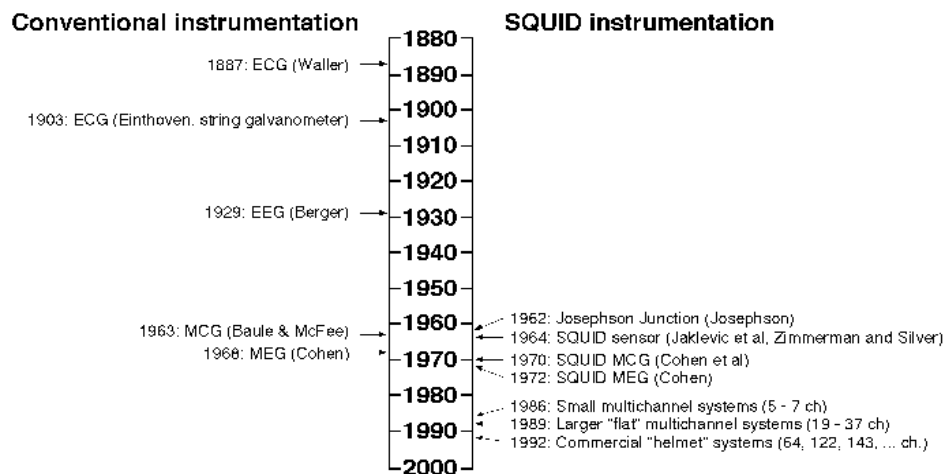 Conventional instrumentation
SQUID instrumentation
1880
1887: ECG (Waller)
1890
1900
1903: ECG (Einthoven. string galvanometer)
1910
1920
1929: EEG (Berger)
1930
1940
1950
1960
1962: Josephson Junction (Josephson)
1963: MCG (Baule & McFee)
1964: SQUID sensor (Jaklevic et al, Zimmerman and Silver)
1968: MEG (Cohen)
1970
1970: SQUID MCG (Cohen et al)
1972: SQUID MEG (Cohen)
1980
1986: Small multichannel systems (5 - 7 ch)
1989: Larger "flat" multichannel systems (19 - 37 ch)
1990
1992: Commercial "helmet" systems (64, 122, 143, ... ch.)
2000